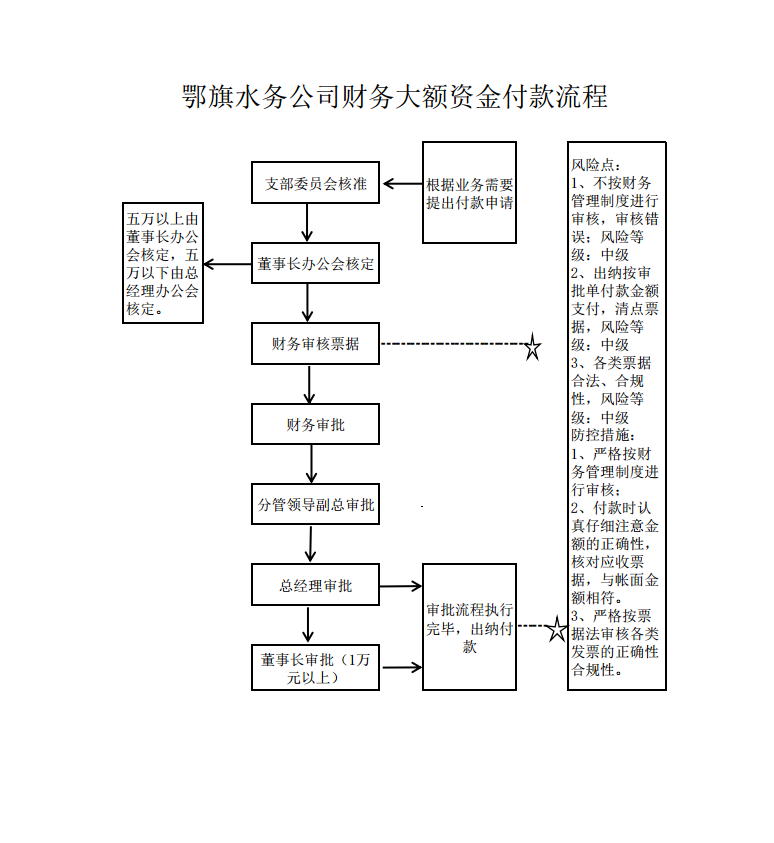 鄂旗水务公司财务大额资金付款流程
支部委员会核准
根据业务需要
提出付款申请
五万以上由
董事长办公
会核定，五
万以下由总
经理办公会
核定。
董事长办公会核定
财务审核票据
财务审批
分管领导副总审批
总经理审批
董事长审批（1万
元以上）
审批流程执行
完毕，出纳付
款
风险点：
1、不按财务
管理制度进行
审核，审核错
误；风险等
级：中级
2、出纳按审
批单付款金额
支付，清点票
据，风险等
级：中级
3、各类票据
合法、合规
性，风险等
级：中级
防控措施：
1、严格按财
务管理制度进
行审核；
2、付款时认
真仔细注意金
额的正确性，
核对应收票
据，与帐面金
额相符。
3、严格按票
据法审核各类
发票的正确性
合规性。